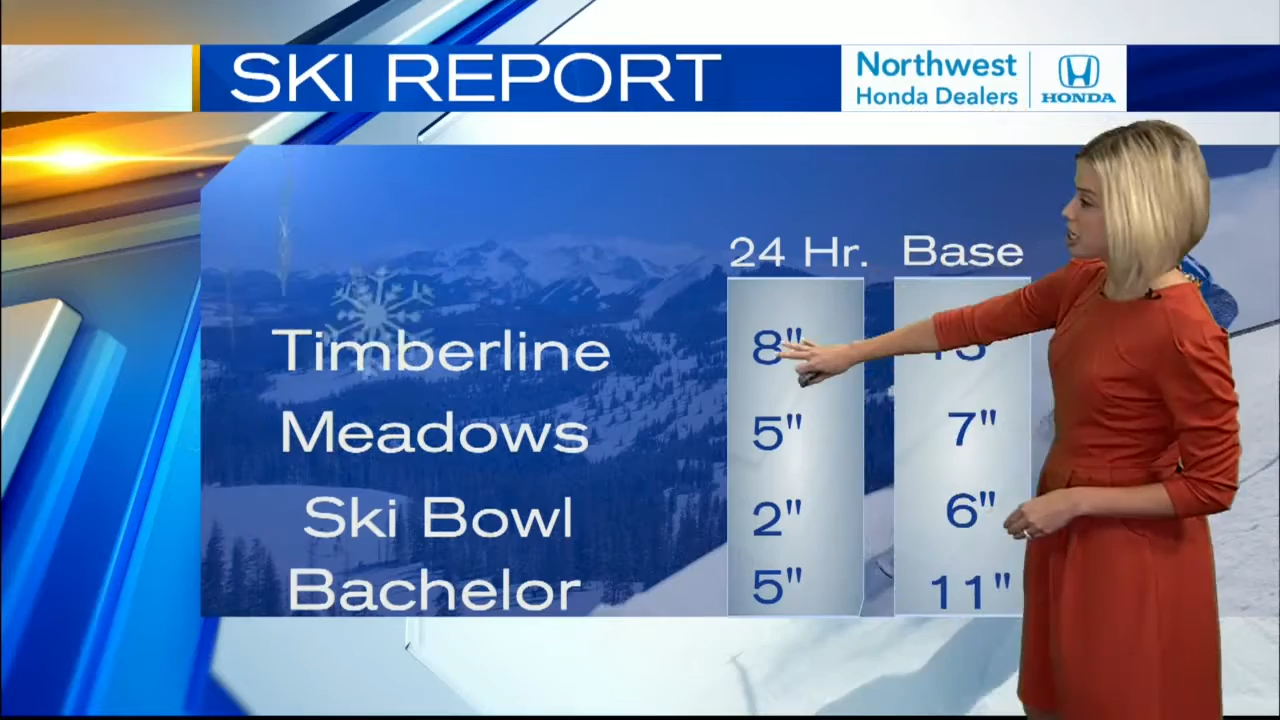 SKI REPORT
Northwest
Honda Dealers
HONDA
24 Hr. Base
Timberline 8"
Meadows 5" 7"
Ski Bowl 2" 6"
Bachelor 5" 11"